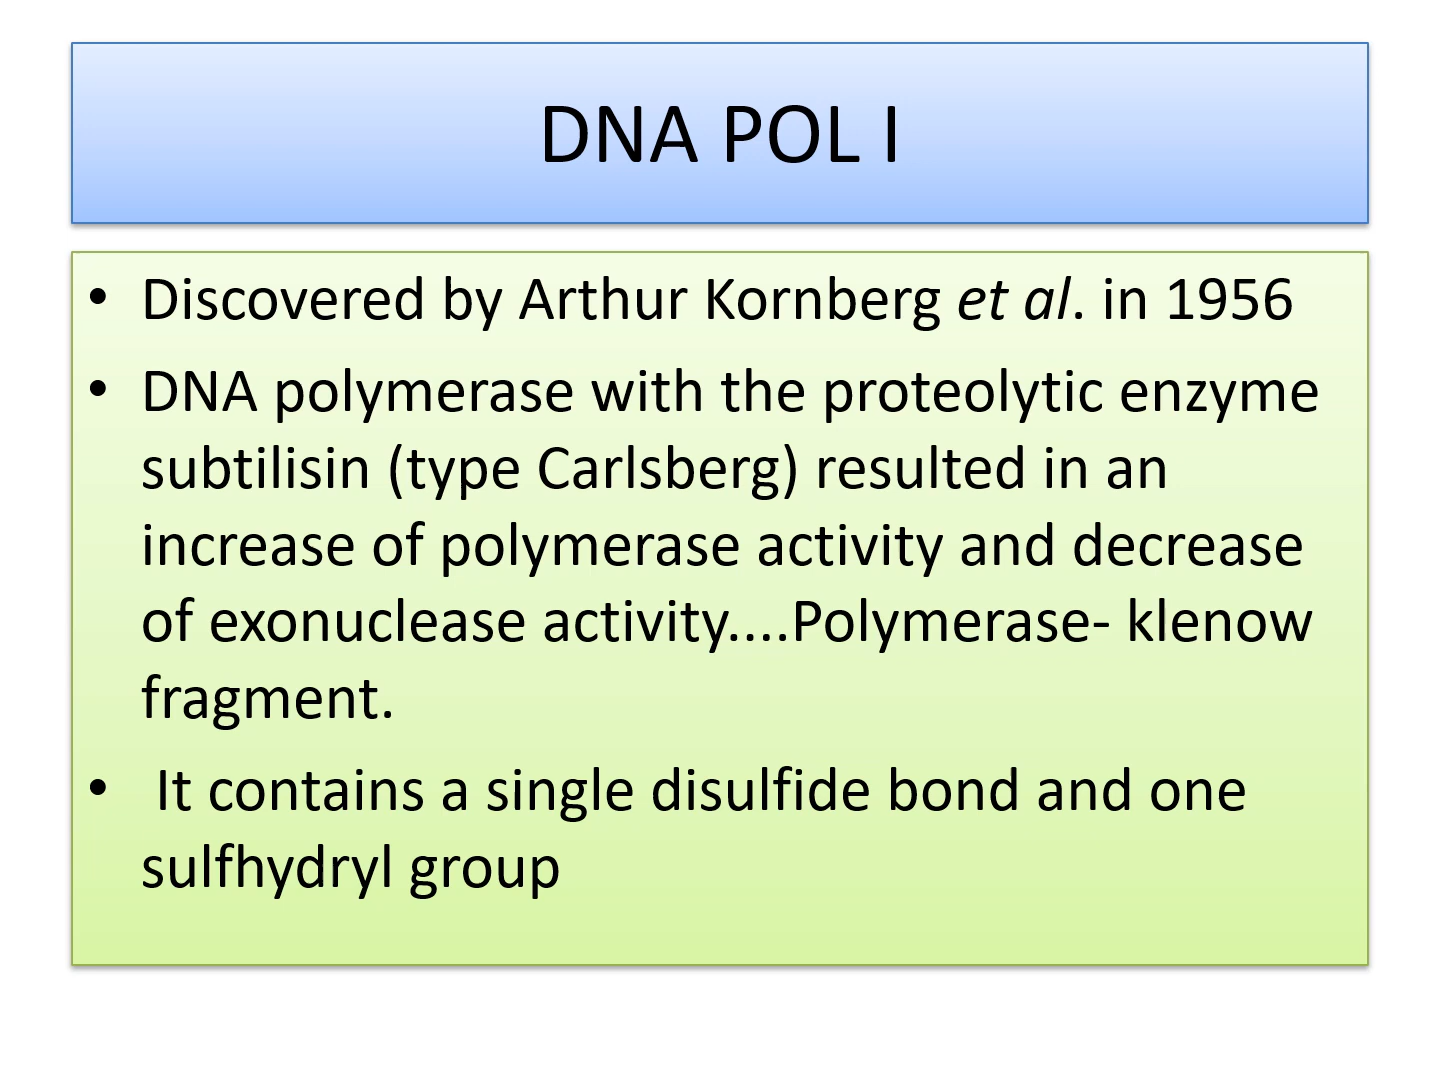 DNA POL I
• Discovered by Arthur Kornberg et al. in 1956
• DNA polymerase with the proteolytic enzyme
subtilisin (type Carlsberg) resulted in an
increase of polymerase activity and decrease
of exonuclease activity....Polymerase- klenow
fragment.
• It contains a single disulfide bond and one
sulfhydryl group